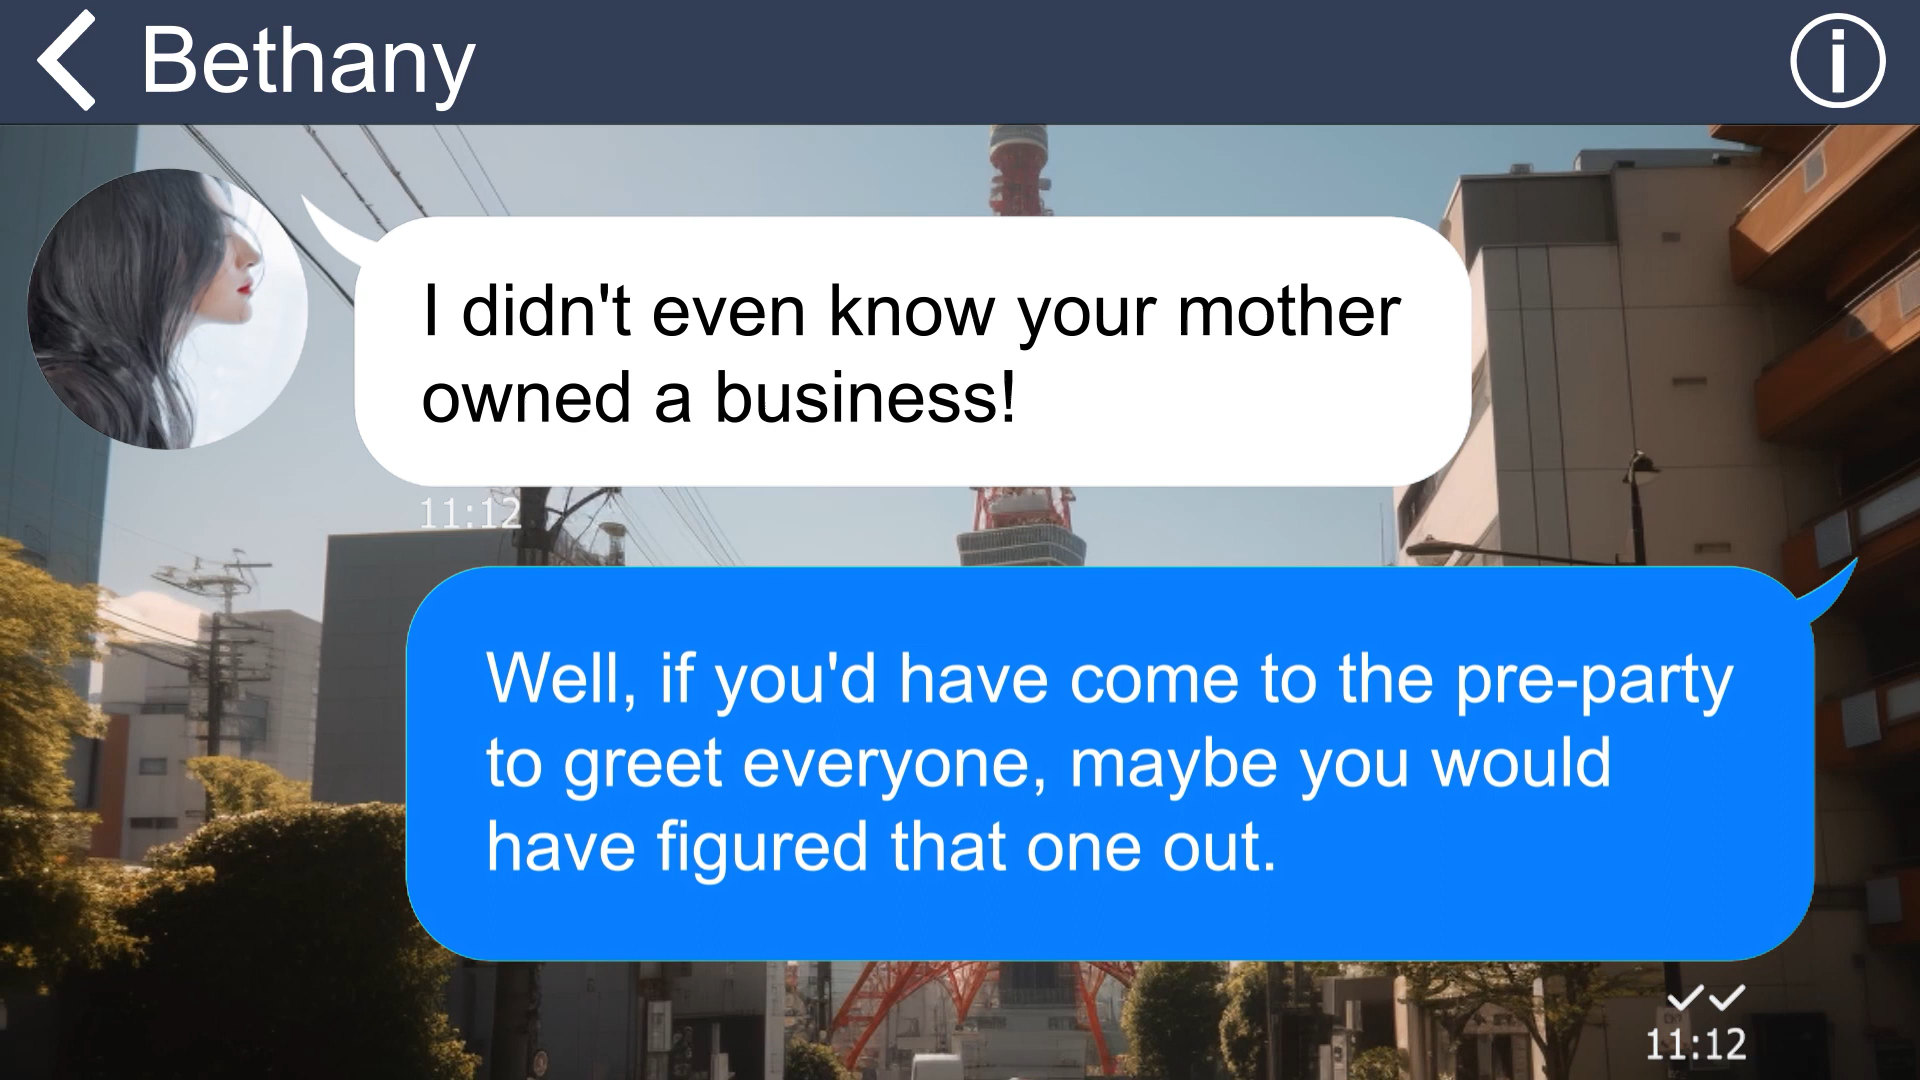 Bethany
I didn't even know your mother
owned a business!
11:12
Well, if you'd have come to the pre-party
to greet everyone, maybe you would
have figured that one out.
11:12